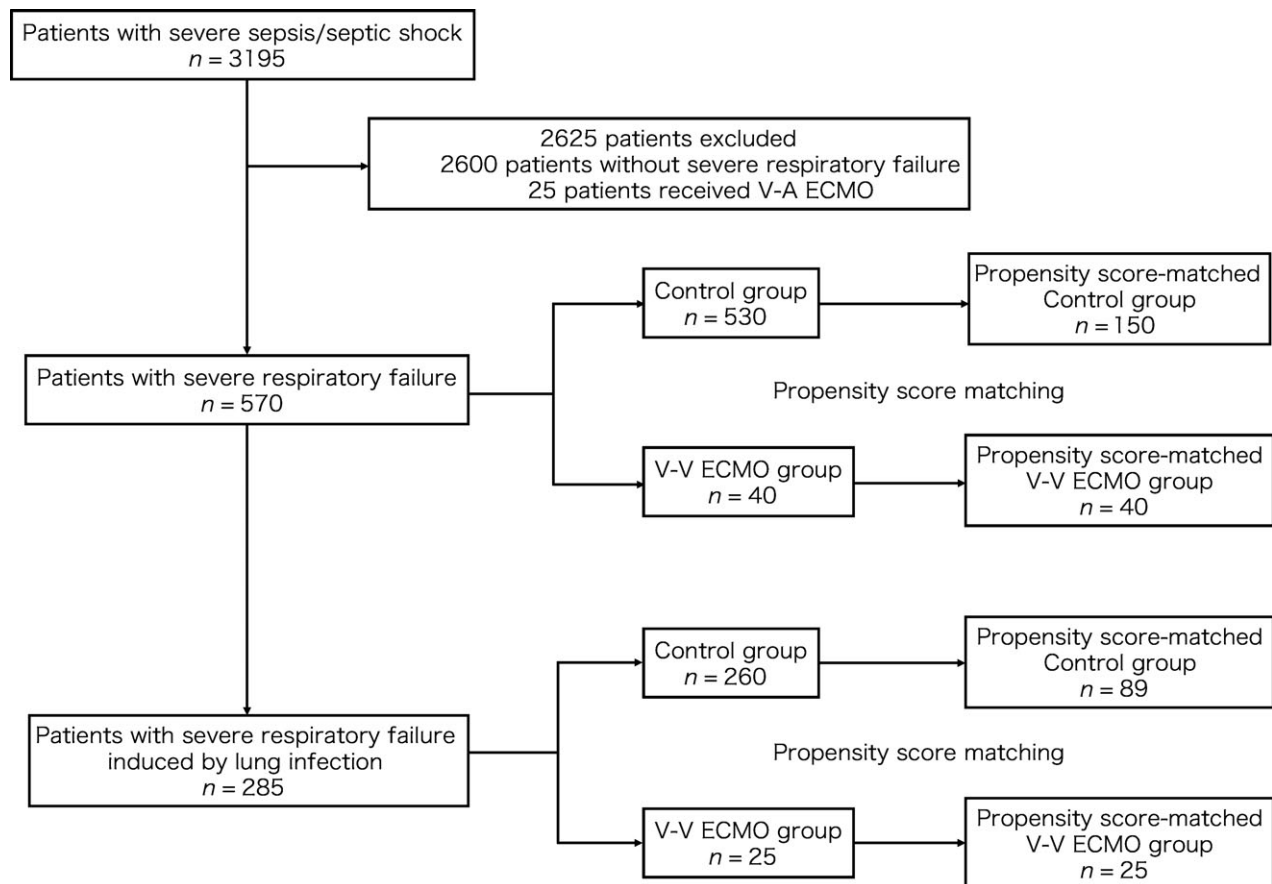 Patients with severe sepsis/septic shock
n = 3195
2625 patients excluded
2600 patients without severe respiratory failure
25 patients received V-A ECMO
Control group
n = 530
Propensity score-matched
Control group
n = 150
Patients with severe respiratory failure
n = 570
Propensity score matching
V-V ECMO group
n = 40
Propensity score-matched
V-V ECMO group
n = 40
Control group
n = 260
Propensity score-matched
Control group
n = 89
Patients with severe respiratory failure
induced by lung infection
n = 285
Propensity score matching
V-V ECMO group
n = 25
Propensity score-matched
V-V ECMO group
n = 25